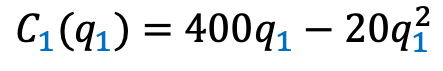 C₁(q₁) = 400q₁ − 20q₁²